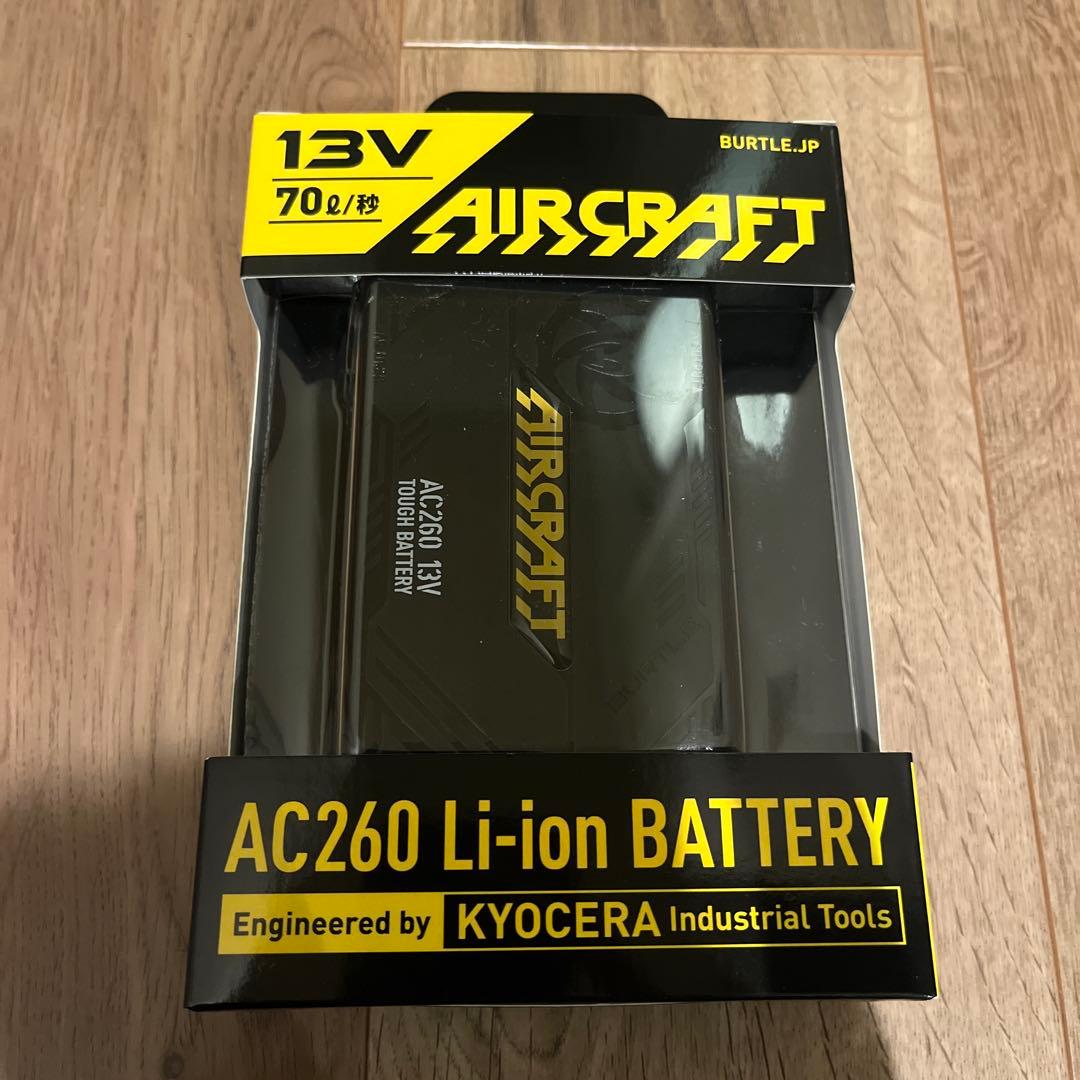 13V
70ℓ/秒
BURTLE.JP
AIRCRAFT
AIRCRAFT
AC260 13V
TOUGH BATTERY
BURTLE
AC260 Li-ion BATTERY
Engineered by KYOCERA Industrial Tools